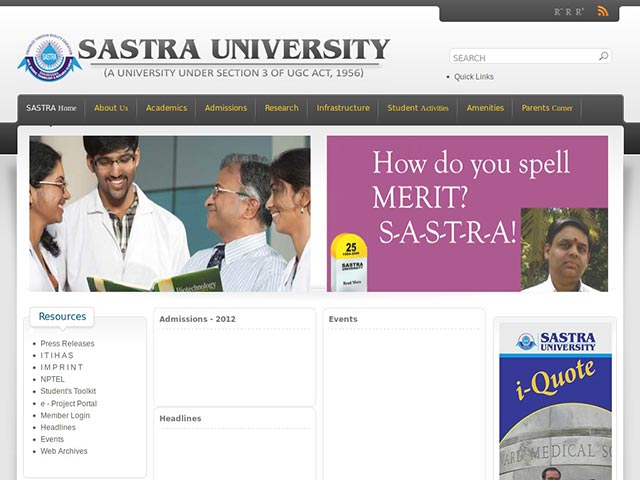 R⁻ R R⁺
SASTRA
SASTRA UNIVERSITY
(A UNIVERSITY UNDER SECTION 3 OF UGC ACT, 1956)
SEARCH
Quick Links
SASTRA Home
About Us
Academics
Admissions
Research
Infrastructure
Student Activities
Amenities
Parents Corner
Biotechnology
How do you spell
MERIT?
S-A-S-T-R-A!
25
SASTRA
UNIVERSITY
Read More
Resources
Press Releases
I T I H A S
I M P R I N T
NPTEL
Student's Toolkit
e - Project Portal
Member Login
Headlines
Events
Web Archives
Admissions - 2012
Headlines
Events
SASTRA
UNIVERSITY
i-Quote
ARD MEDICAL SC